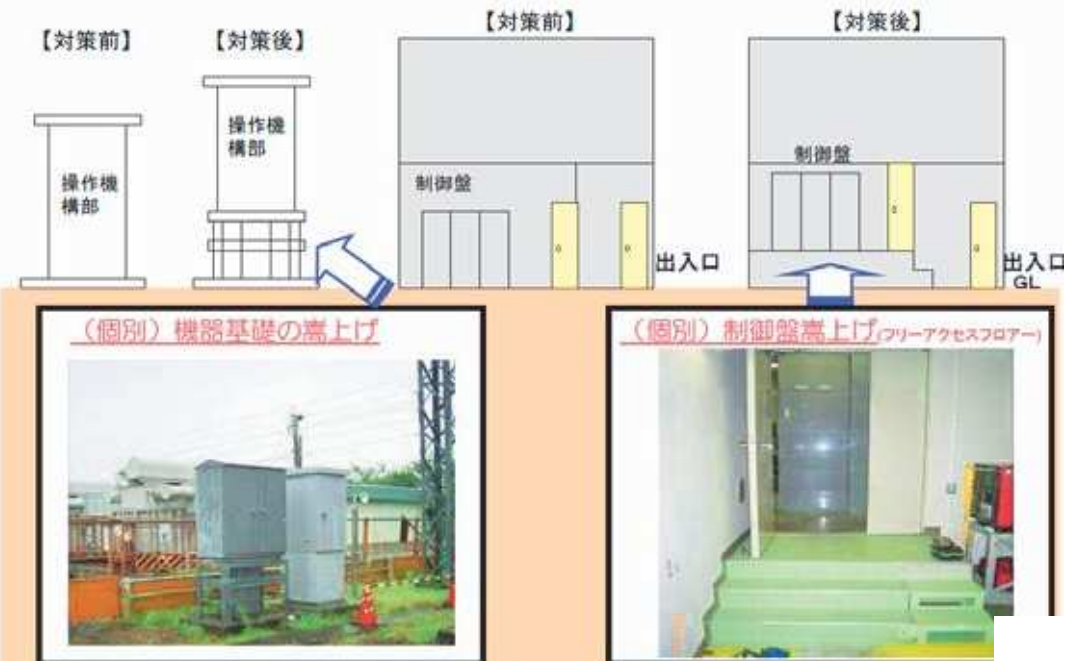 【対策前】
【対策後】
【対策前】
【対策後】
操作機
構部
操作機
構部
制御盤
制御盤
出入口
出入口
GL
（個別）機器基礎の嵩上げ
（個別）制御盤嵩上げ(フリーアクセスフロアー)